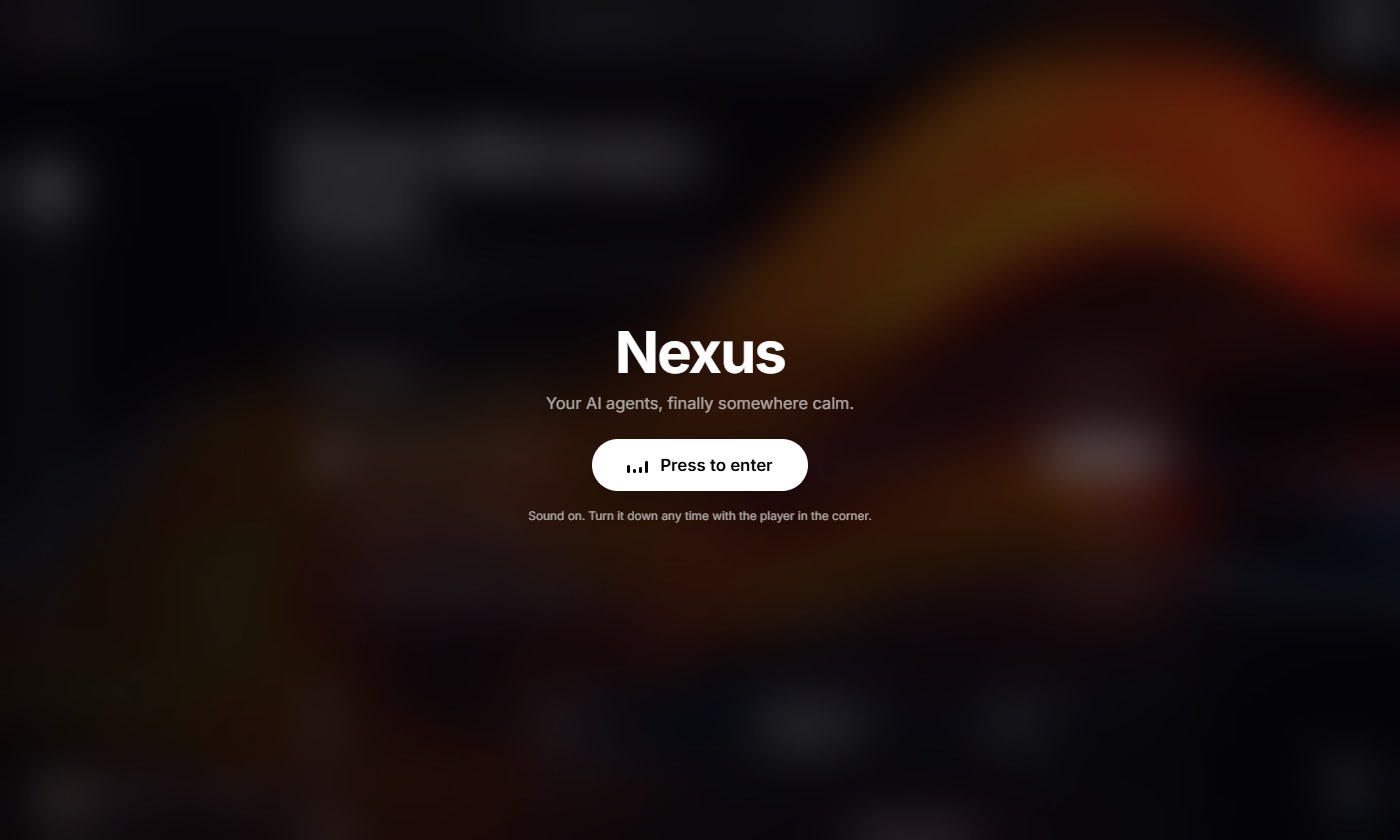 Nexus
Your AI agents, finally somewhere calm.
Press to enter
Sound on. Turn it down any time with the player in the corner.